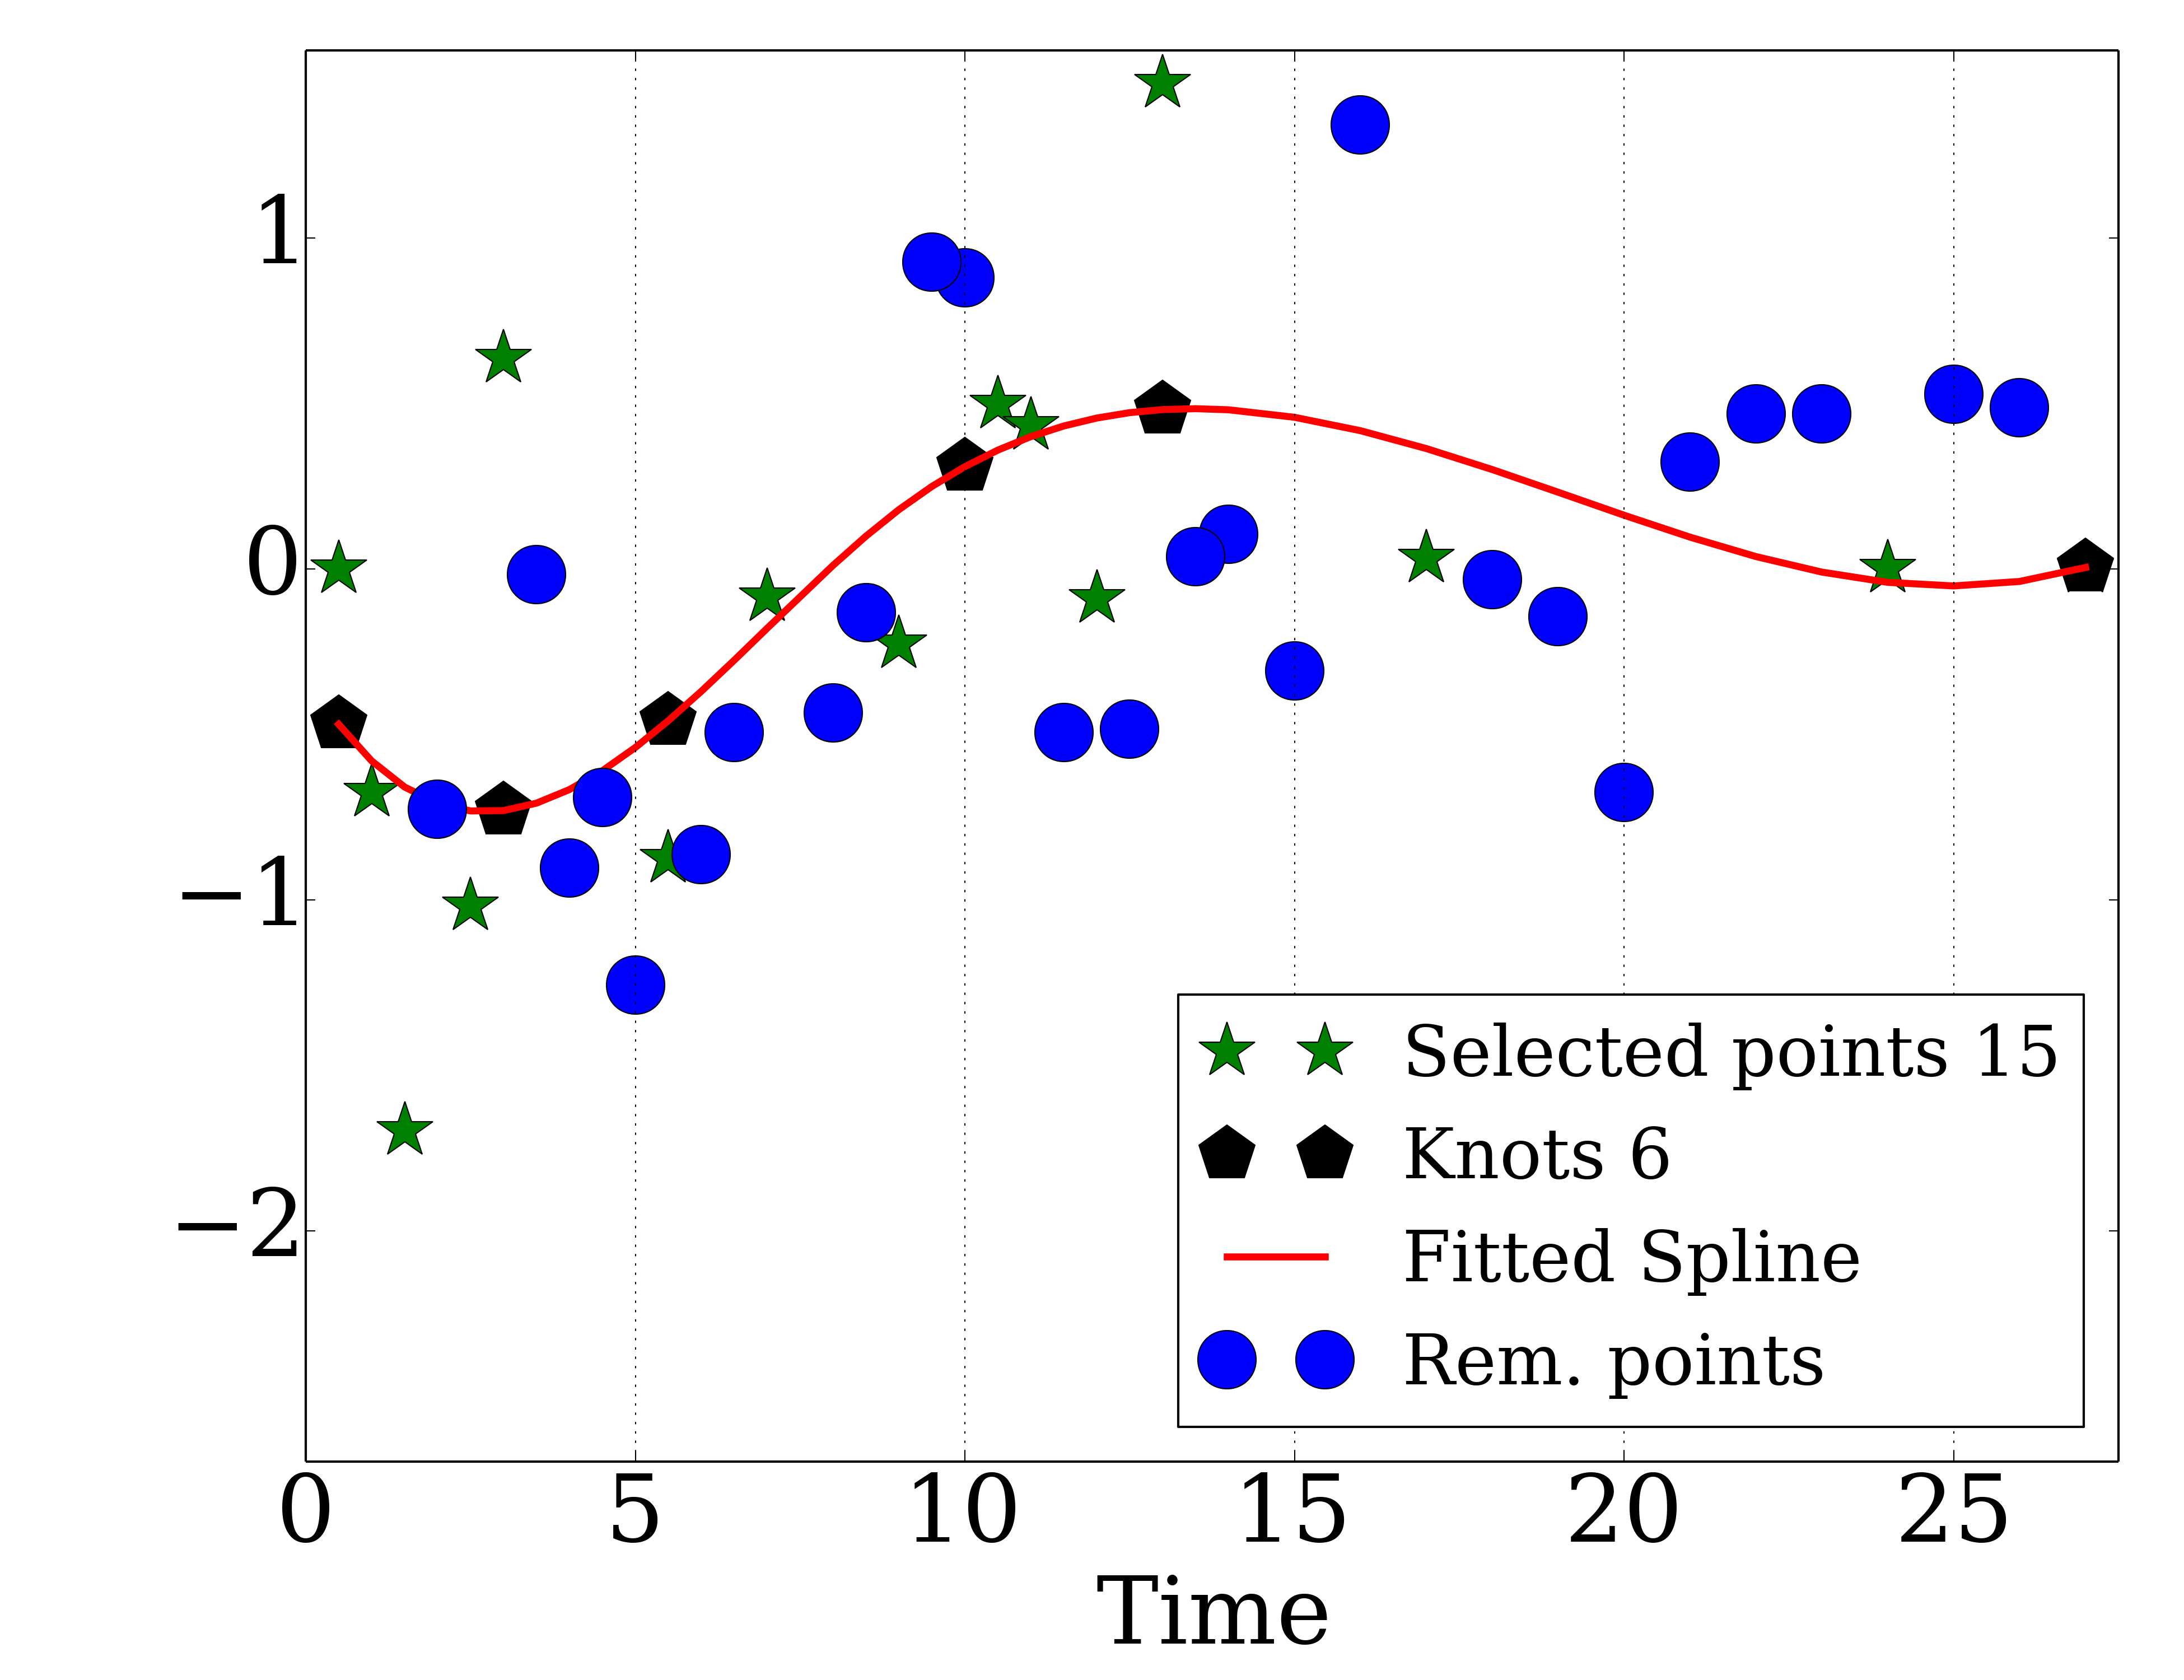 1
0
−1
−2
0 5 10 15 20 25
Time
Selected points 15
Knots 6
Fitted Spline
Rem. points